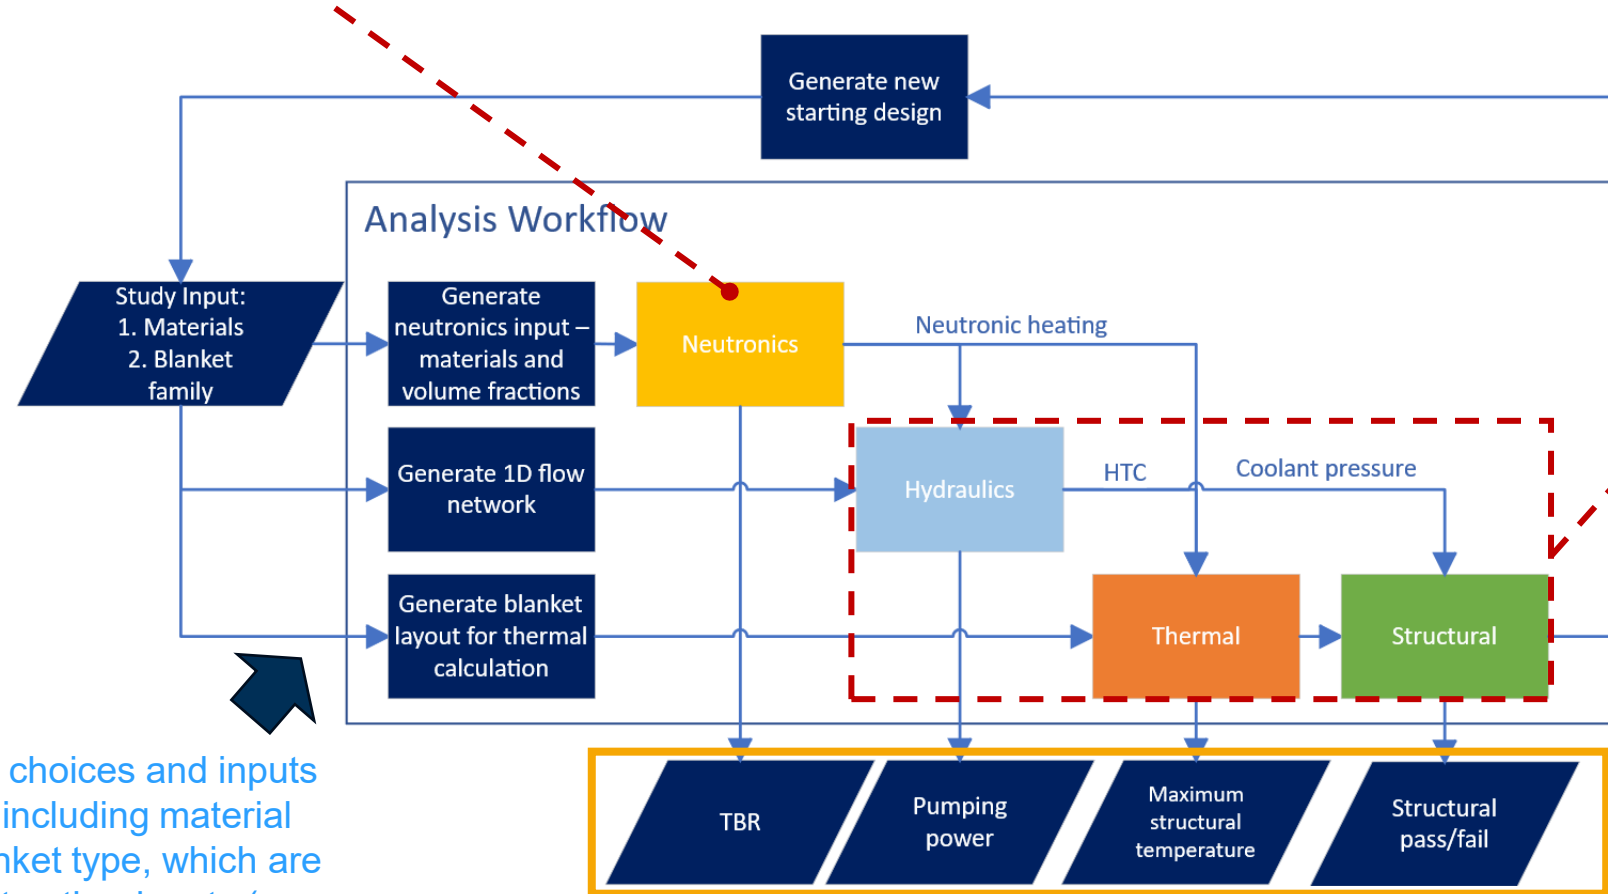 Generate new
starting design
Analysis Workflow
Study Input:
1. Materials
2. Blanket
family
Generate
neutronics input –
materials and
volume fractions
Neutronics
Neutronic heating
Generate 1D flow
network
Hydraulics
HTC
Coolant pressure
Generate blanket
layout for thermal
calculation
Thermal
Structural
choices and inputs
including material
type, which are
TBR
Pumping
power
Maximum
structural
temperature
Structural
pass/fail